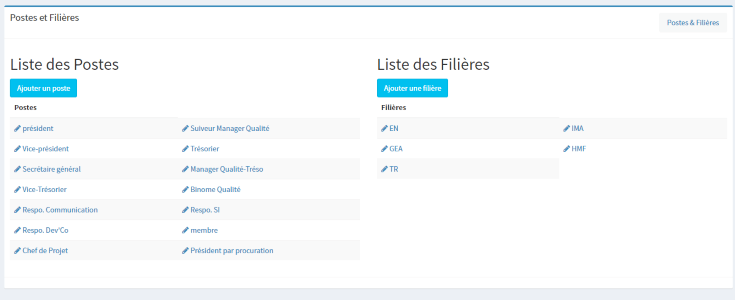 Postes et Filières
Postes & Filières
Liste des Postes
Ajouter un poste
Postes
président
Suiveur Manager Qualité
Vice-président
Trésorier
Secrétaire général
Manager Qualité-Tréso
Vice-Trésorier
Binome Qualité
Respo. Communication
Respo. SI
Respo. Dev'Co
membre
Chef de Projet
Président par procuration
Liste des Filières
Ajouter une filière
Filières
EN
IMA
GEA
HMF
TR